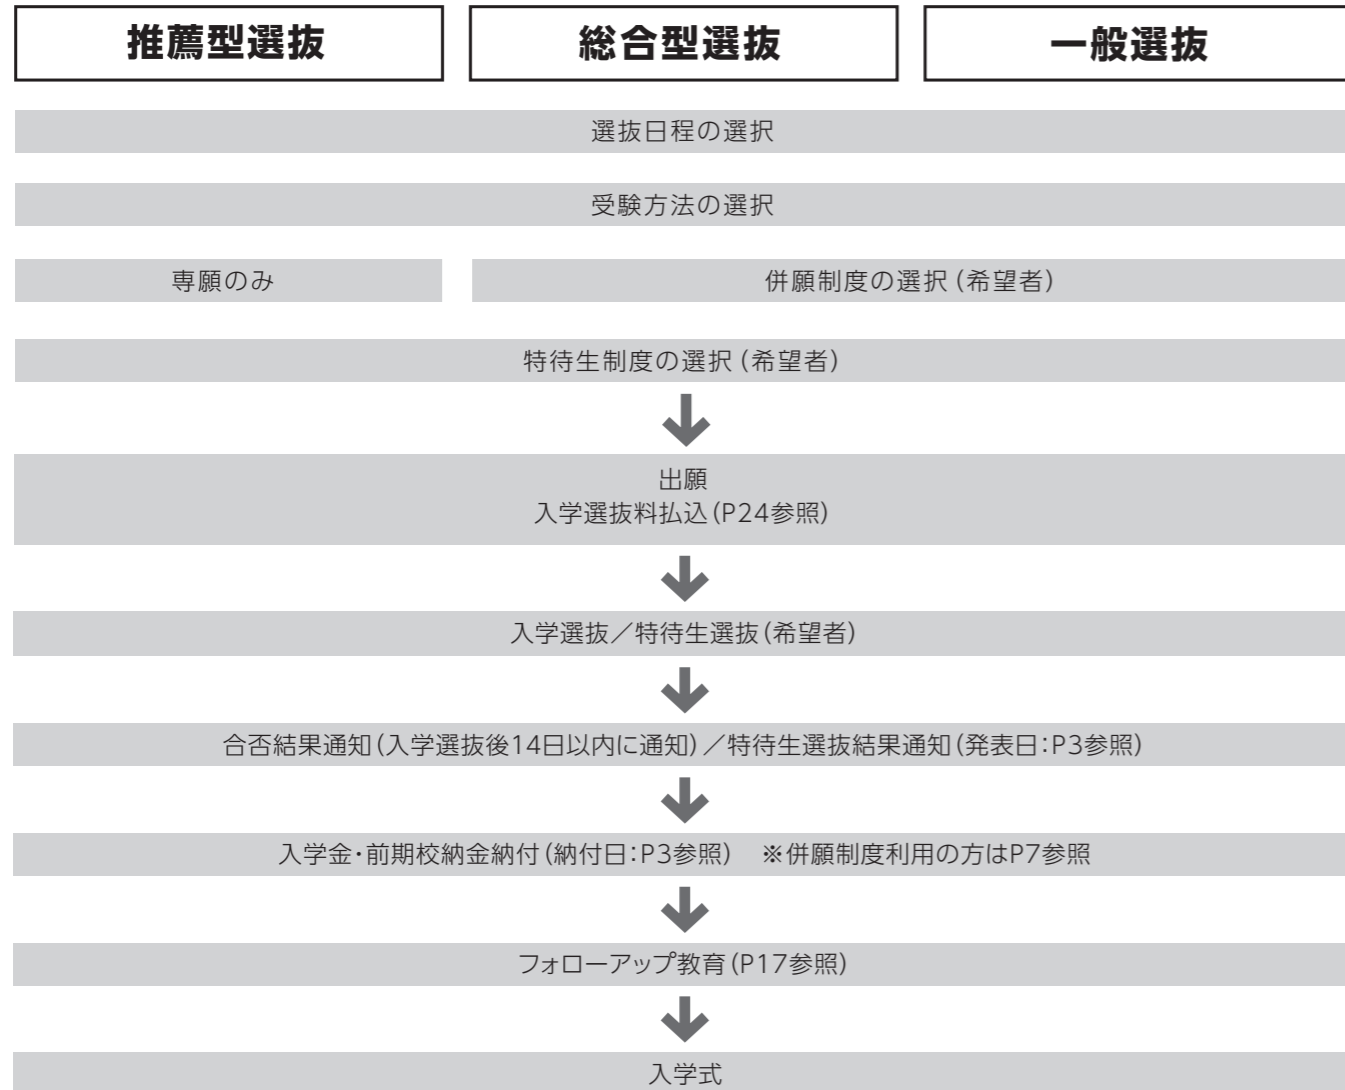 推薦型選抜
総合型選抜
一般選抜
選抜日程の選択
受験方法の選択
専願のみ
併願制度の選択（希望者）
特待生制度の選択（希望者）
出願
入学選抜料払込（P24参照）
入学選抜／特待生選抜（希望者）
合否結果通知（入学選抜後14日以内に通知）／特待生選抜結果通知（発表日：P3参照）
入学金・前期校納金納付（納付日：P3参照）　※併願制度利用の方はP7参照
フォローアップ教育（P17参照）
入学式